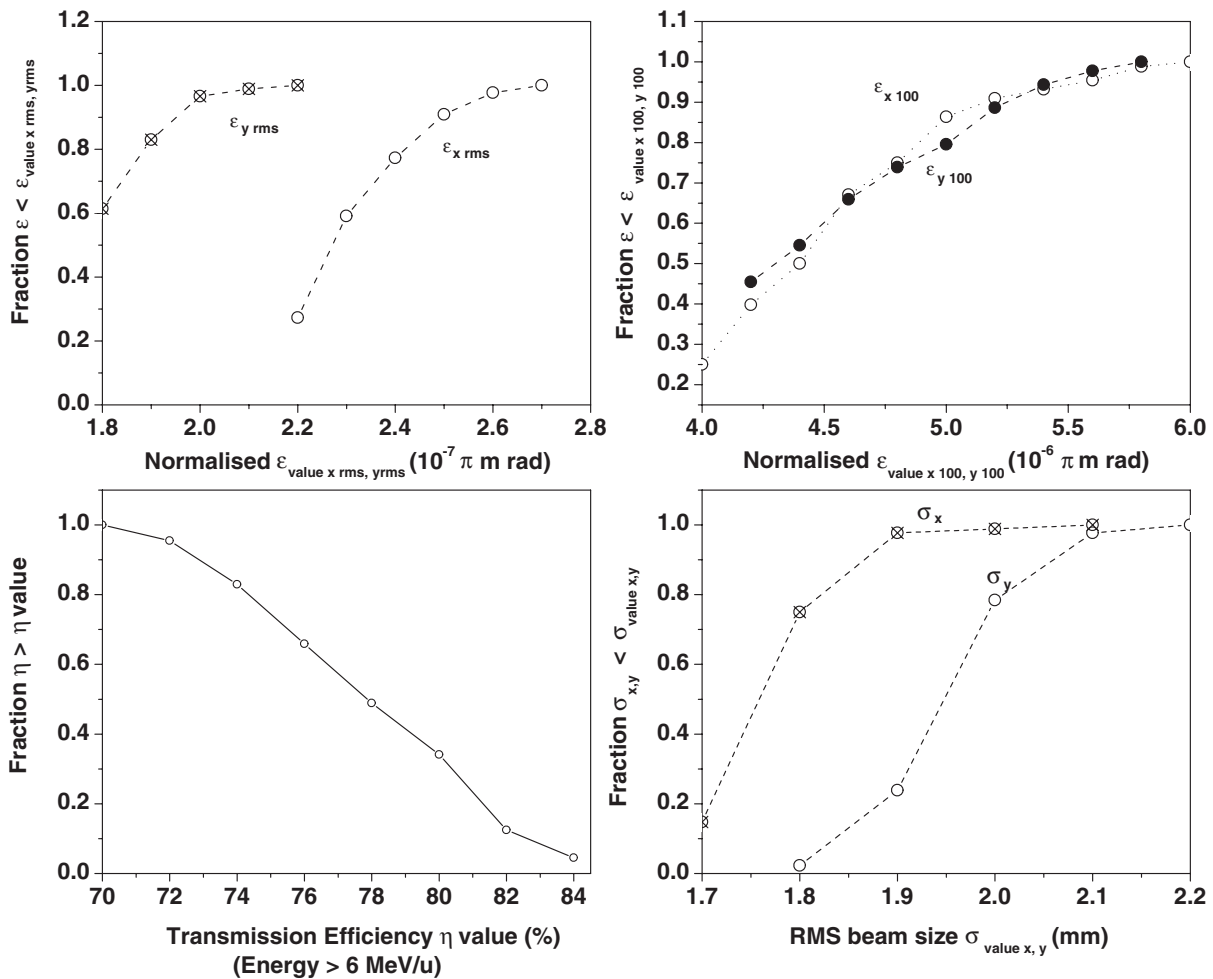 Fraction ε < ε value x rms, yrms
1.2
1.0
0.8
0.6
0.4
0.2
0.0
ε y rms
ε x rms
1.8 2.0 2.2 2.4 2.6 2.8
Normalised ε value x rms, yrms (10⁻⁷ π m rad)
Fraction ε < ε value x 100, y 100
1.1
1.0
0.9
0.8
0.7
0.6
0.5
0.4
0.3
0.2
ε x 100
ε y 100
4.0 4.5 5.0 5.5 6.0
Normalised ε value x 100, y 100 (10⁻⁶ π m rad)
Fraction η > η value
1.0
0.8
0.6
0.4
0.2
0.0
70 72 74 76 78 80 82 84
Transmission Efficiency η value (%)
(Energy > 6 MeV/u)
Fraction σ x,y < σ value x,y
1.0
0.8
0.6
0.4
0.2
0.0
σ x
σ y
1.7 1.8 1.9 2.0 2.1 2.2
RMS beam size σ value x, y (mm)